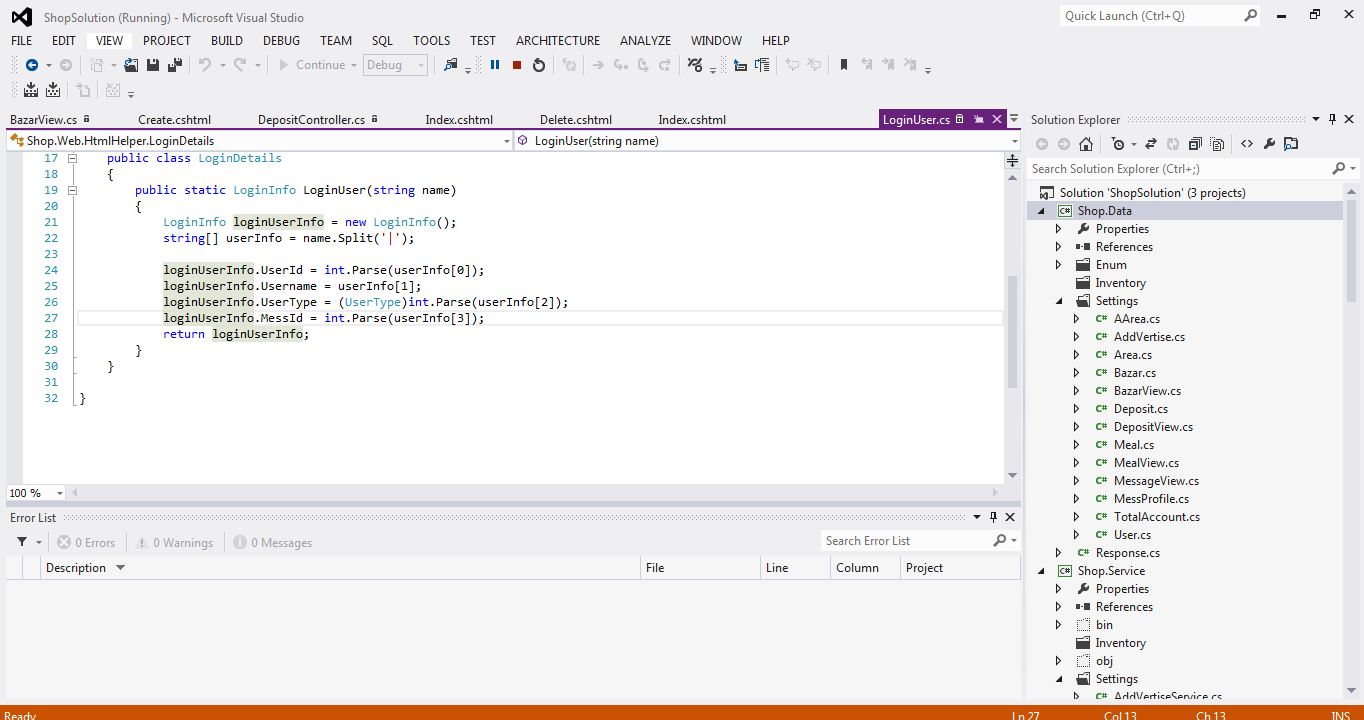 ShopSolution (Running) - Microsoft Visual Studio
Quick Launch (Ctrl+Q)
FILE EDIT VIEW PROJECT BUILD DEBUG TEAM SQL TOOLS TEST ARCHITECTURE ANALYZE WINDOW HELP
Continue Debug
BazarView.cs Create.cshtml DepositController.cs Index.cshtml Delete.cshtml Index.cshtml LoginUser.cs
Shop.Web.HtmlHelper.LoginDetails LoginUser(string name)
17 public class LoginDetails
18 {
19 public static LoginInfo LoginUser(string name)
20 {
21 LoginInfo loginUserInfo = new LoginInfo();
22 string[] userInfo = name.Split('|');
23
24 loginUserInfo.UserId = int.Parse(userInfo[0]);
25 loginUserInfo.Username = userInfo[1];
26 loginUserInfo.UserType = (UserType)int.Parse(userInfo[2]);
27 loginUserInfo.MessId = int.Parse(userInfo[3]);
28 return loginUserInfo;
29 }
30 }
31
32 }
100 %
Error List
0 Errors 0 Warnings 0 Messages
Search Error List
Description File Line Column Project
Solution Explorer
Search Solution Explorer (Ctrl+;)
Solution 'ShopSolution' (3 projects)
C# Shop.Data
Properties
References
Enum
Inventory
Settings
C# AArea.cs
C# AddVertise.cs
C# Area.cs
C# Bazar.cs
C# BazarView.cs
C# Deposit.cs
C# DepositView.cs
C# Meal.cs
C# MealView.cs
C# MessageView.cs
C# MessProfile.cs
C# TotalAccount.cs
C# User.cs
C# Response.cs
C# Shop.Service
Properties
References
bin
Inventory
obj
Settings
C# AddVertiseService.cs
Ready Ln 27 Col 13 Ch 13 INS